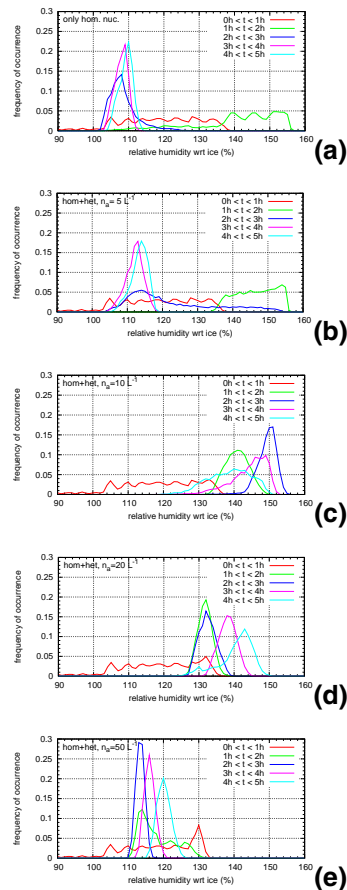 only hom. nuc.
0h < t < 1h
1h < t < 2h
2h < t < 3h
3h < t < 4h
4h < t < 5h
frequency of occurrence
0.3
0.25
0.2
0.15
0.1
0.05
0
90 100 110 120 130 140 150 160
relative humidity wrt ice (%)
(a)
hom+het, na= 5 L-1
0h < t < 1h
1h < t < 2h
2h < t < 3h
3h < t < 4h
4h < t < 5h
frequency of occurrence
0.3
0.25
0.2
0.15
0.1
0.05
0
90 100 110 120 130 140 150 160
relative humidity wrt ice (%)
(b)
hom+het, na=10 L-1
0h < t < 1h
1h < t < 2h
2h < t < 3h
3h < t < 4h
4h < t < 5h
frequency of occurrence
0.3
0.25
0.2
0.15
0.1
0.05
0
90 100 110 120 130 140 150 160
relative humidity wrt ice (%)
(c)
hom+het, na=20 L-1
0h < t < 1h
1h < t < 2h
2h < t < 3h
3h < t < 4h
4h < t < 5h
frequency of occurrence
0.3
0.25
0.2
0.15
0.1
0.05
0
90 100 110 120 130 140 150 160
relative humidity wrt ice (%)
(d)
hom+het, na=50 L-1
0h < t < 1h
1h < t < 2h
2h < t < 3h
3h < t < 4h
4h < t < 5h
frequency of occurrence
0.3
0.25
0.2
0.15
0.1
0.05
0
90 100 110 120 130 140 150 160
relative humidity wrt ice (%)
(e)